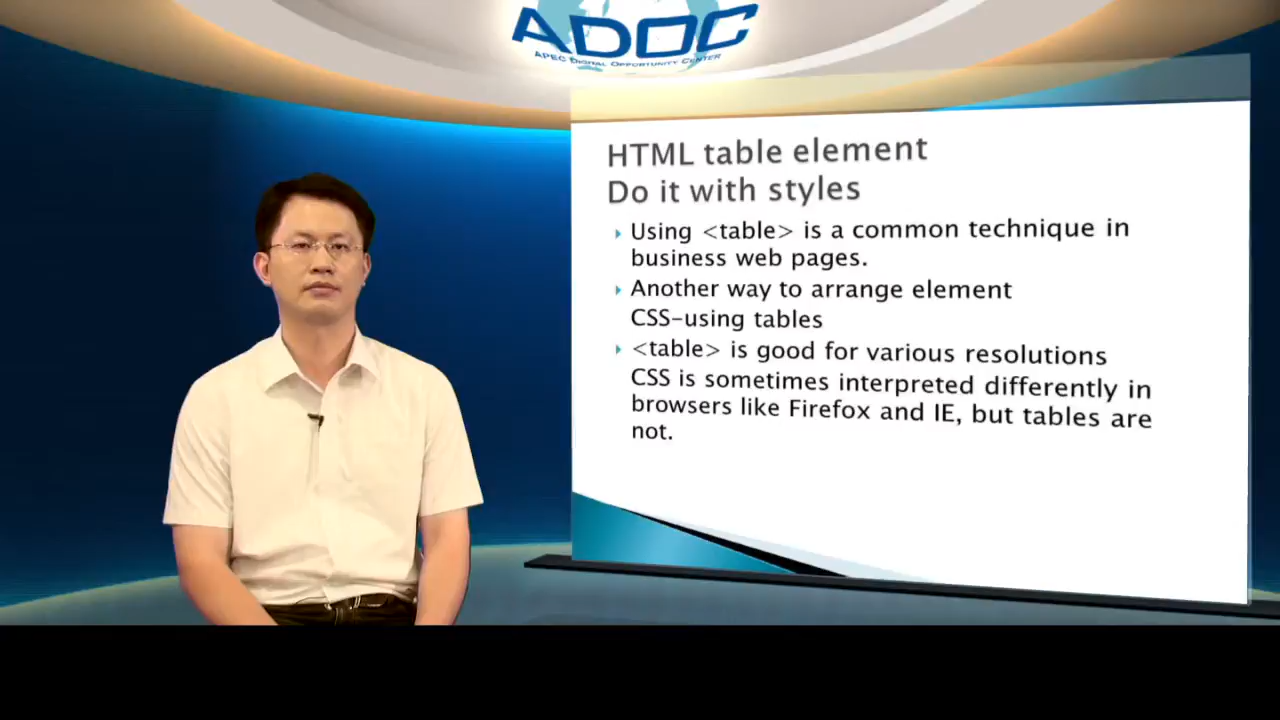 ADOC
APEC DIGITAL OPPORTUNITY CENTER
HTML table element
Do it with styles
Using <table> is a common technique in
business web pages.
Another way to arrange element
CSS-using tables
<table> is good for various resolutions
CSS is sometimes interpreted differently in
browsers like Firefox and IE, but tables are
not.